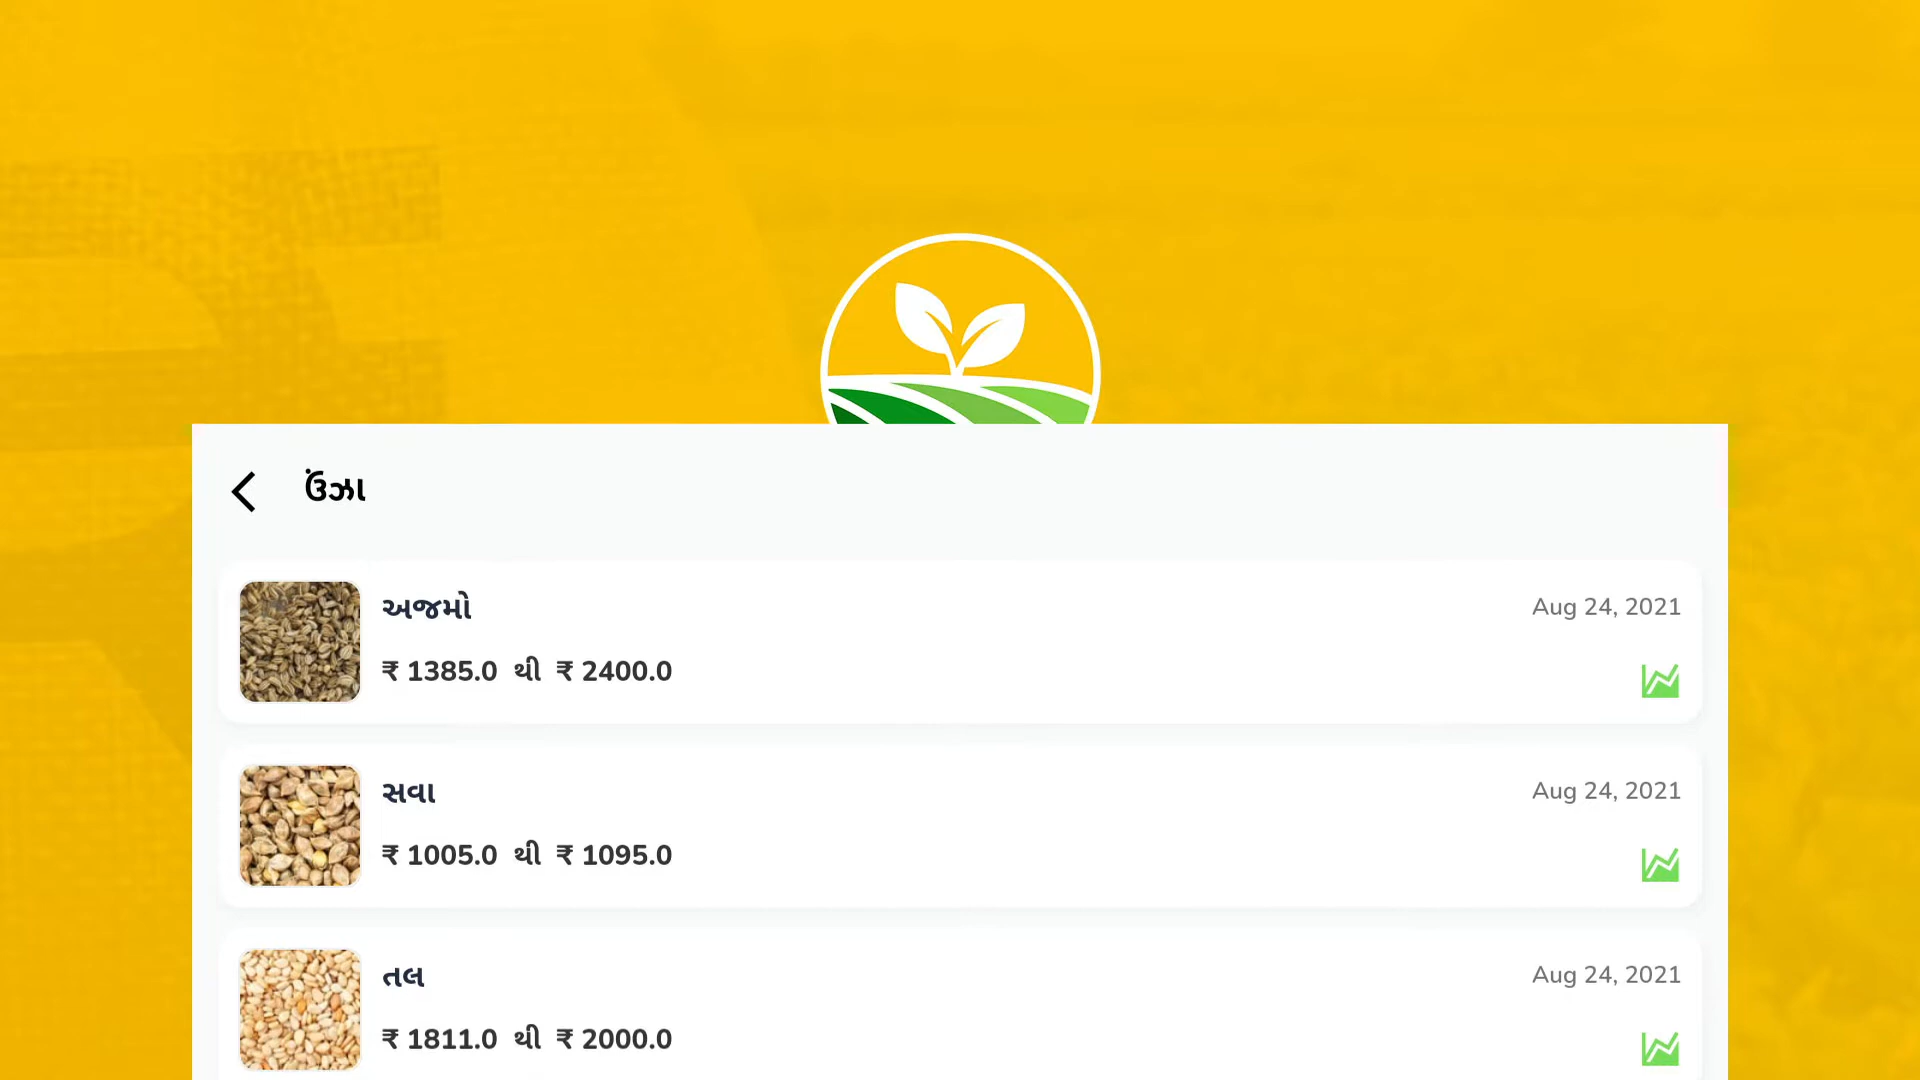 ઉંઝા
અજમો
Aug 24, 2021
₹ 1385.0 થી ₹ 2400.0
સવા
Aug 24, 2021
₹ 1005.0 થી ₹ 1095.0
તલ
Aug 24, 2021
₹ 1811.0 થી ₹ 2000.0